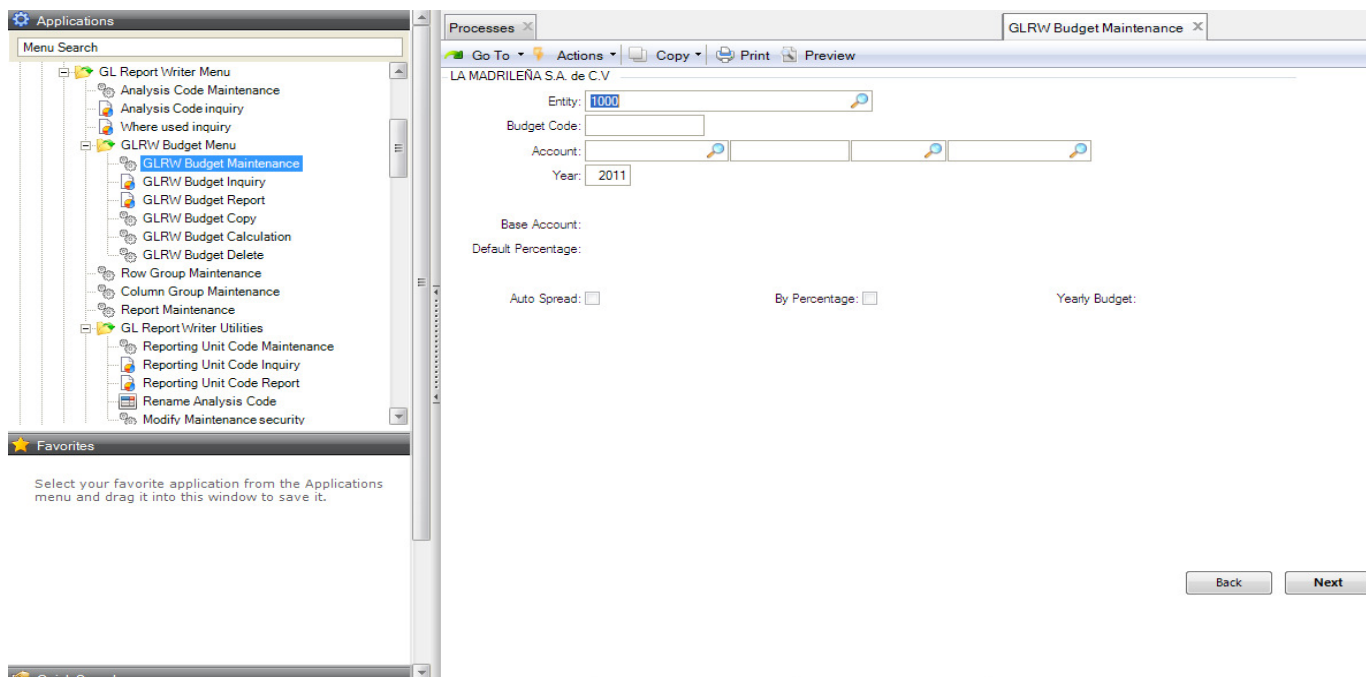 Applications
Menu Search
GL Report Writer Menu
Analysis Code Maintenance
Analysis Code inquiry
Where used inquiry
GLRW Budget Menu
GLRW Budget Maintenance
GLRW Budget Inquiry
GLRW Budget Report
GLRW Budget Copy
GLRW Budget Calculation
GLRW Budget Delete
Row Group Maintenance
Column Group Maintenance
Report Maintenance
GL Report Writer Utilities
Reporting Unit Code Maintenance
Reporting Unit Code Inquiry
Reporting Unit Code Report
Rename Analysis Code
Modify Maintenance security
Favorites
Select your favorite application from the Applications
menu and drag it into this window to save it.
Processes
GLRW Budget Maintenance
Go To Actions Copy Print Preview
LA MADRILEÑA S.A. de C.V
Entity: 1000
Budget Code:
Account:
Year: 2011
Base Account:
Default Percentage:
Auto Spread: By Percentage: Yearly Budget:
Back Next